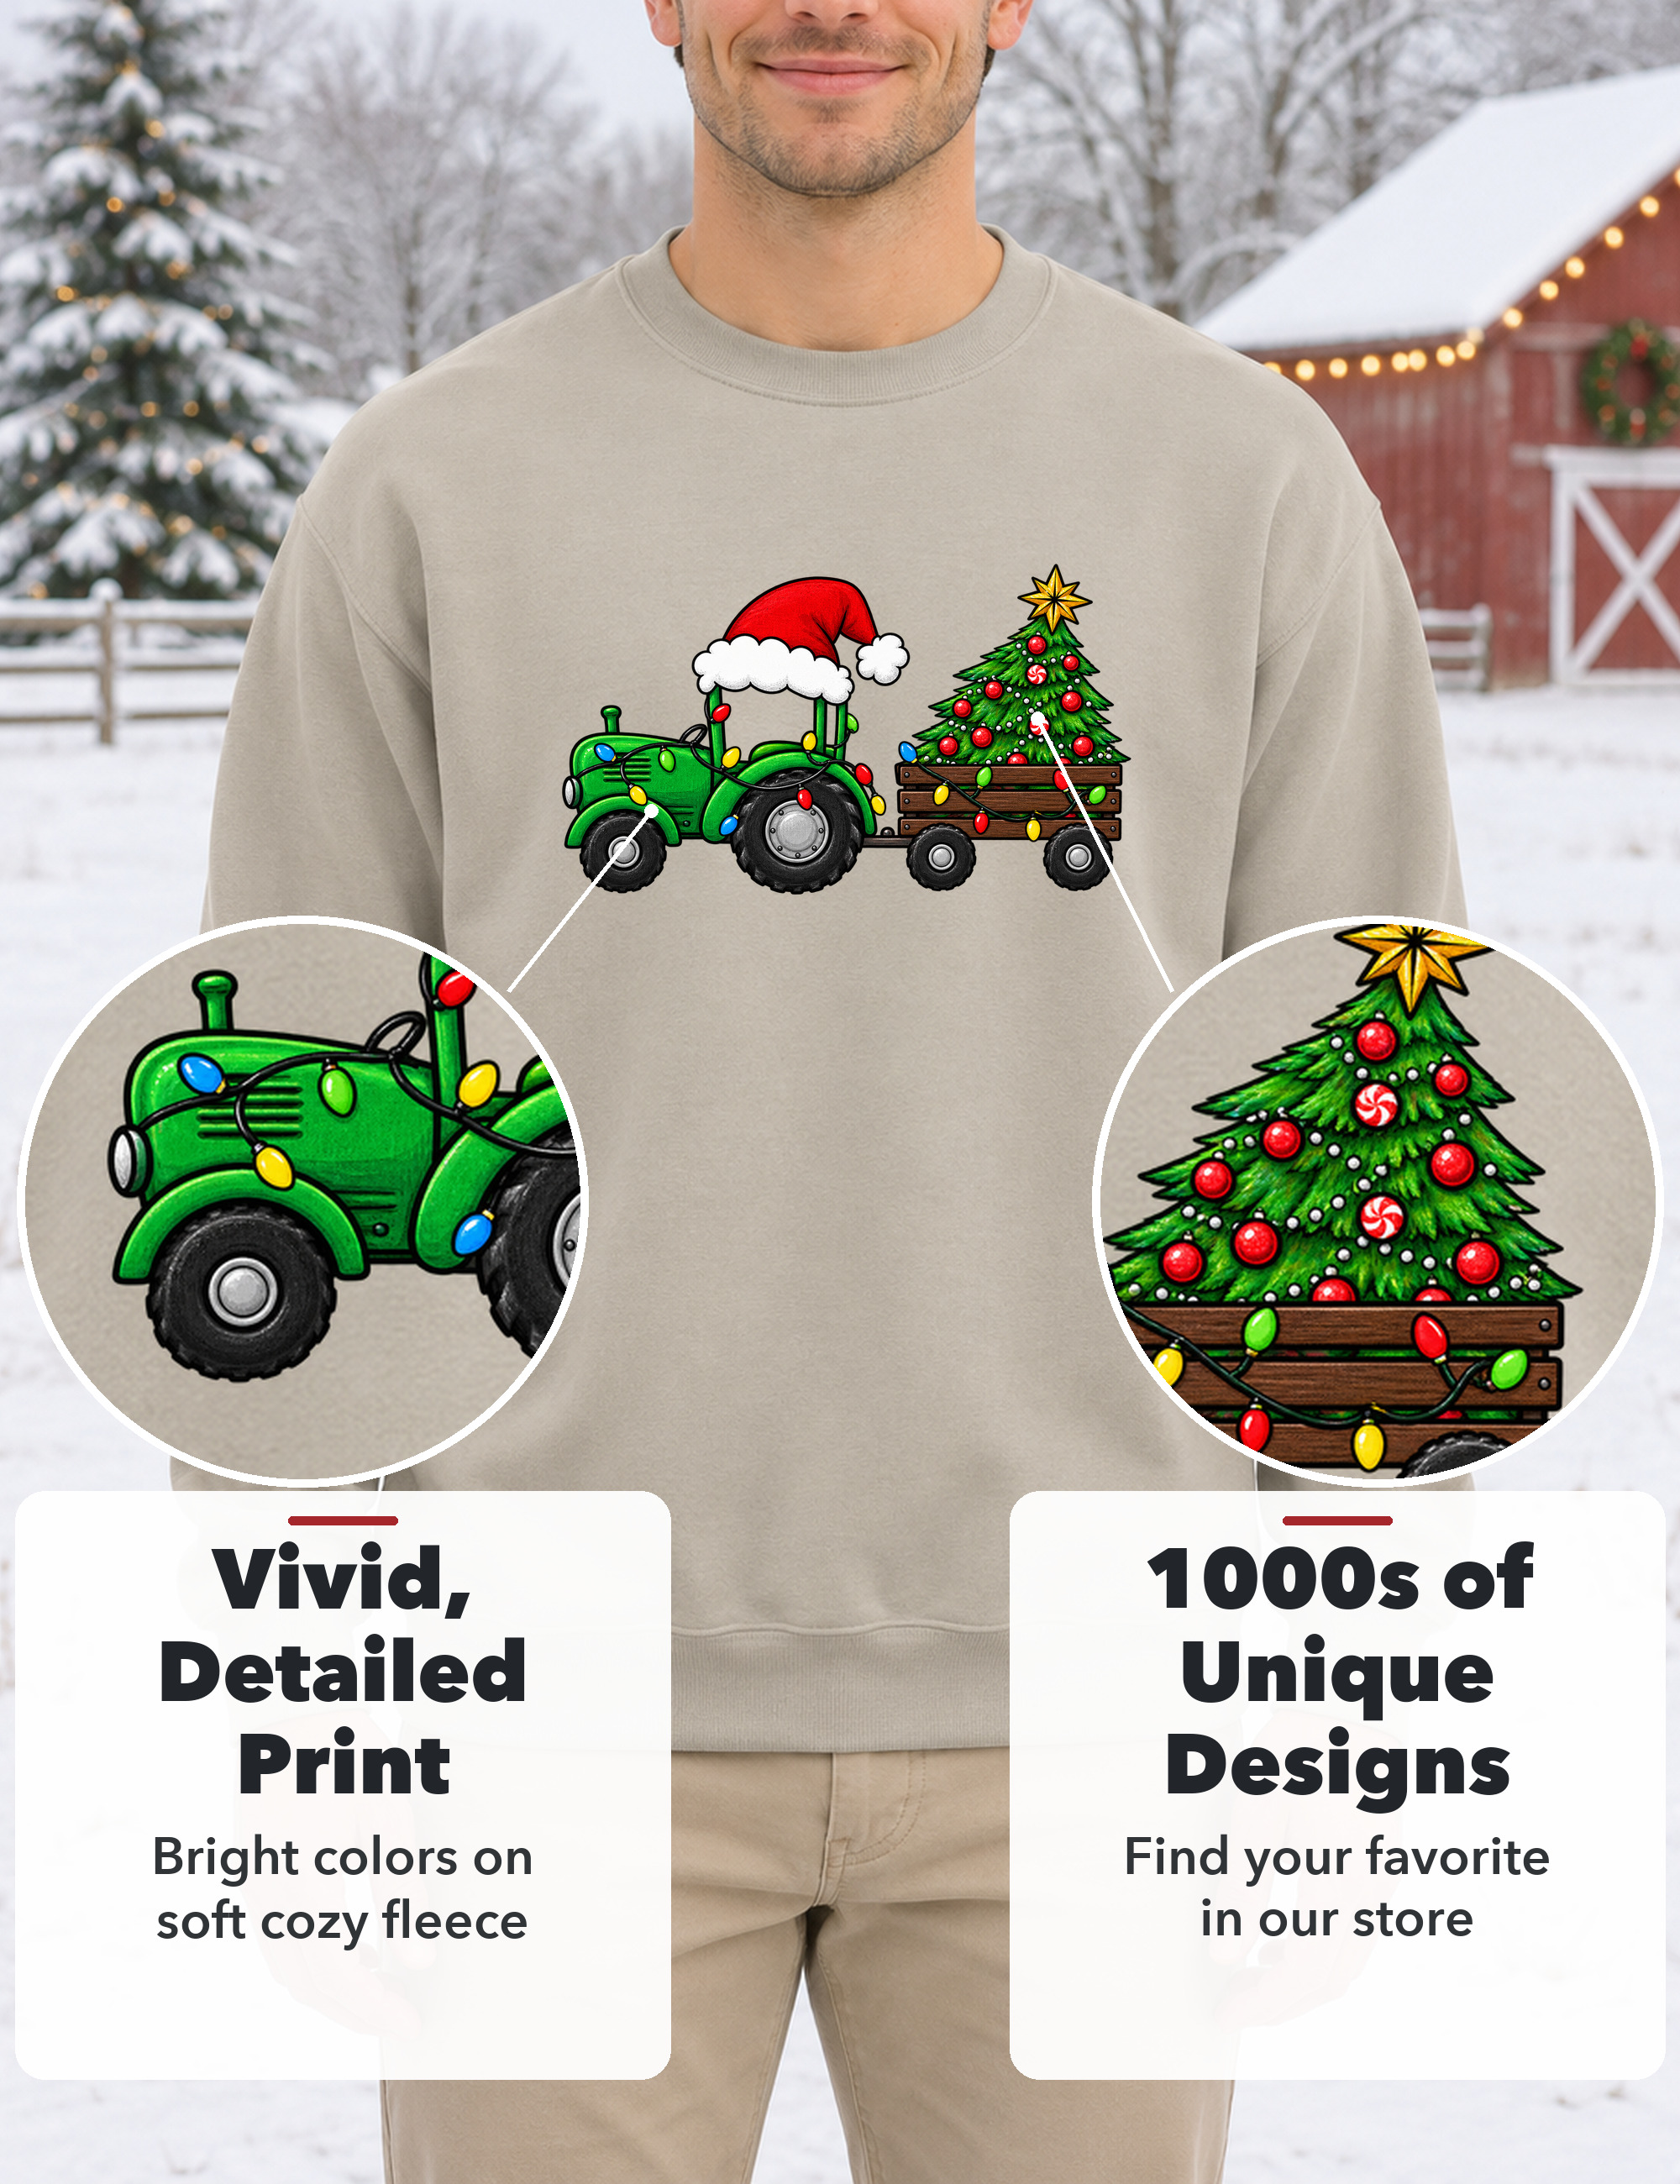 Vivid,
Detailed
Print
Bright colors on
soft cozy fleece
1000s of
Unique
Designs
Find your favorite
in our store